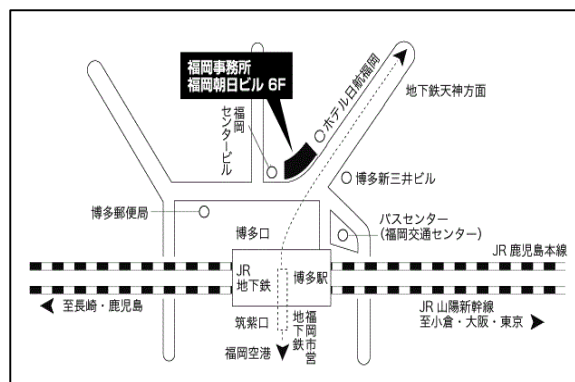 福岡事務所
福岡朝日ビル 6F
ホテル日航福岡
地下鉄天神方面
福岡
センタービル
博多新三井ビル
博多郵便局
博多口
バスセンター
(福岡交通センター)
JR 鹿児島本線
JR
地下鉄
博多駅
至長崎・鹿児島
JR 山陽新幹線
至小倉・大阪・東京
筑紫口
福岡市営
地下鉄
福岡空港